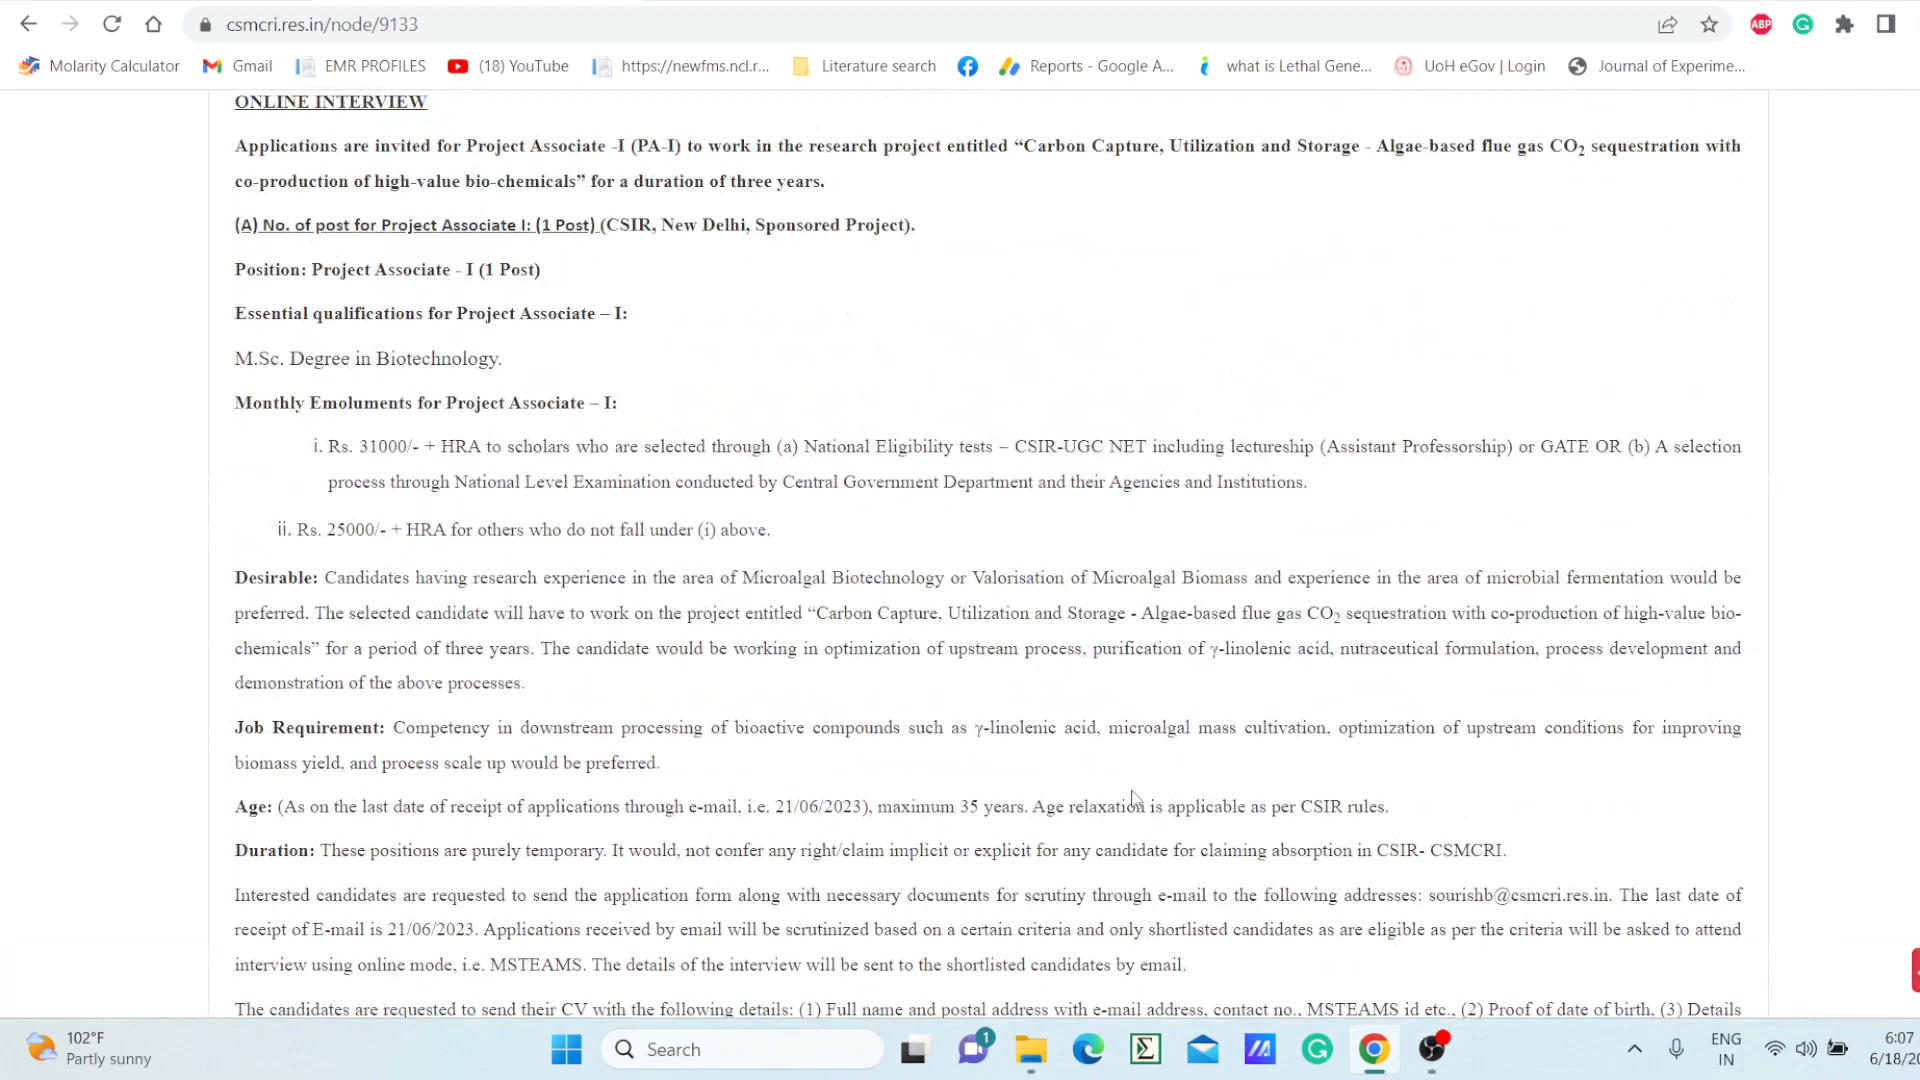 csmcri.res.in/node/9133
Molarity Calculator Gmail EMR PROFILES (18) YouTube https://newfms.ncl.r... Literature search Reports - Google A... what is Lethal Gene... UoH eGov | Login Journal of Experime...
ONLINE INTERVIEW
Applications are invited for Project Associate -I (PA-I) to work in the research project entitled “Carbon Capture, Utilization and Storage - Algae-based flue gas CO2 sequestration with
co-production of high-value bio-chemicals” for a duration of three years.
(A) No. of post for Project Associate I: (1 Post) (CSIR, New Delhi, Sponsored Project).
Position: Project Associate - I (1 Post)
Essential qualifications for Project Associate – I:
M.Sc. Degree in Biotechnology.
Monthly Emoluments for Project Associate – I:
i. Rs. 31000/- + HRA to scholars who are selected through (a) National Eligibility tests – CSIR-UGC NET including lectureship (Assistant Professorship) or GATE OR (b) A selection
process through National Level Examination conducted by Central Government Department and their Agencies and Institutions.
ii. Rs. 25000/- + HRA for others who do not fall under (i) above.
Desirable: Candidates having research experience in the area of Microalgal Biotechnology or Valorisation of Microalgal Biomass and experience in the area of microbial fermentation would be
preferred. The selected candidate will have to work on the project entitled “Carbon Capture, Utilization and Storage - Algae-based flue gas CO2 sequestration with co-production of high-value bio-
chemicals” for a period of three years. The candidate would be working in optimization of upstream process, purification of γ-linolenic acid, nutraceutical formulation, process development and
demonstration of the above processes.
Job Requirement: Competency in downstream processing of bioactive compounds such as γ-linolenic acid, microalgal mass cultivation, optimization of upstream conditions for improving
biomass yield, and process scale up would be preferred.
Age: (As on the last date of receipt of applications through e-mail, i.e. 21/06/2023), maximum 35 years. Age relaxation is applicable as per CSIR rules.
Duration: These positions are purely temporary. It would, not confer any right/claim implicit or explicit for any candidate for claiming absorption in CSIR- CSMCRI.
Interested candidates are requested to send the application form along with necessary documents for scrutiny through e-mail to the following addresses: sourishb@csmcri.res.in. The last date of
receipt of E-mail is 21/06/2023. Applications received by email will be scrutinized based on a certain criteria and only shortlisted candidates as are eligible as per the criteria will be asked to attend
interview using online mode, i.e. MSTEAMS. The details of the interview will be sent to the shortlisted candidates by email.
The candidates are requested to send their CV with the following details: (1) Full name and postal address with e-mail address, contact no., MSTEAMS id etc., (2) Proof of date of birth, (3) Details
102°F
Partly sunny
Search
1
ENG
IN
6:07
6/18/20